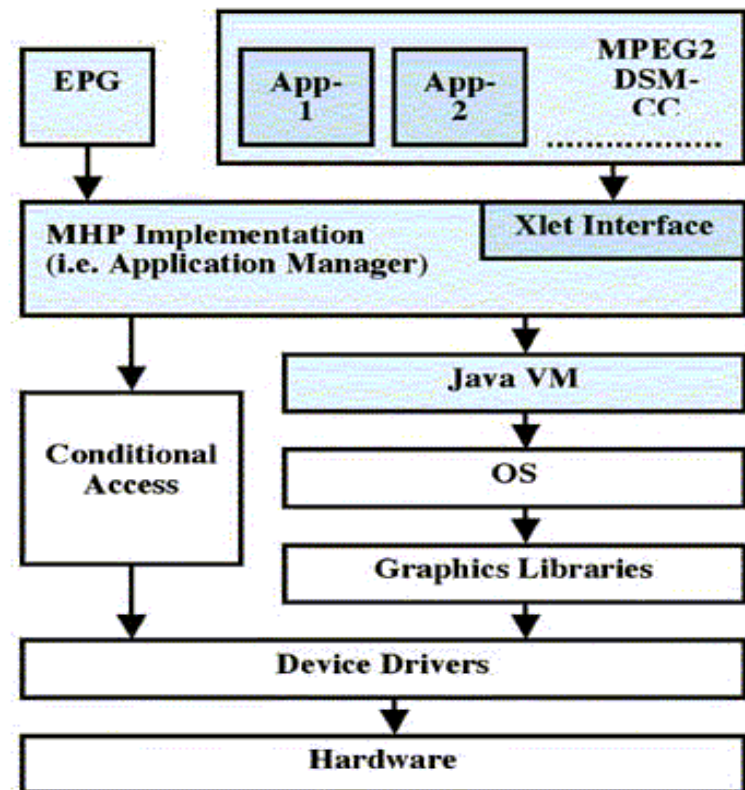 EPG
App-
1
App-
2
MPEG2
DSM-
CC
MHP Implementation
(i.e. Application Manager)
Xlet Interface
Java VM
Conditional
Access
OS
Graphics Libraries
Device Drivers
Hardware